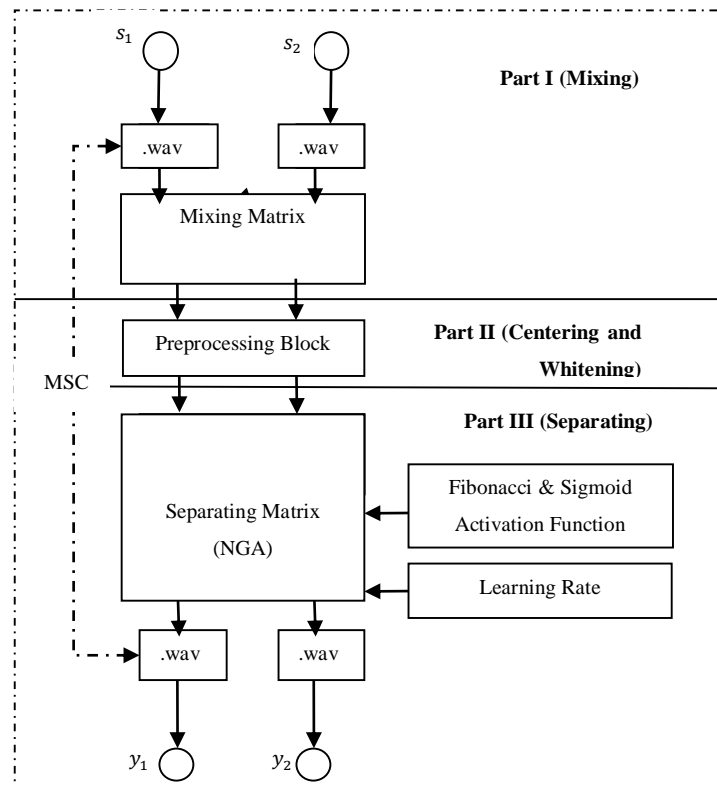 s₁
s₂
Part I (Mixing)
.wav
.wav
Mixing Matrix
Part II (Centering and
Whitening)
Preprocessing Block
MSC
Part III (Separating)
Separating Matrix
(NGA)
Fibonacci & Sigmoid
Activation Function
Learning Rate
.wav
.wav
y₁
y₂